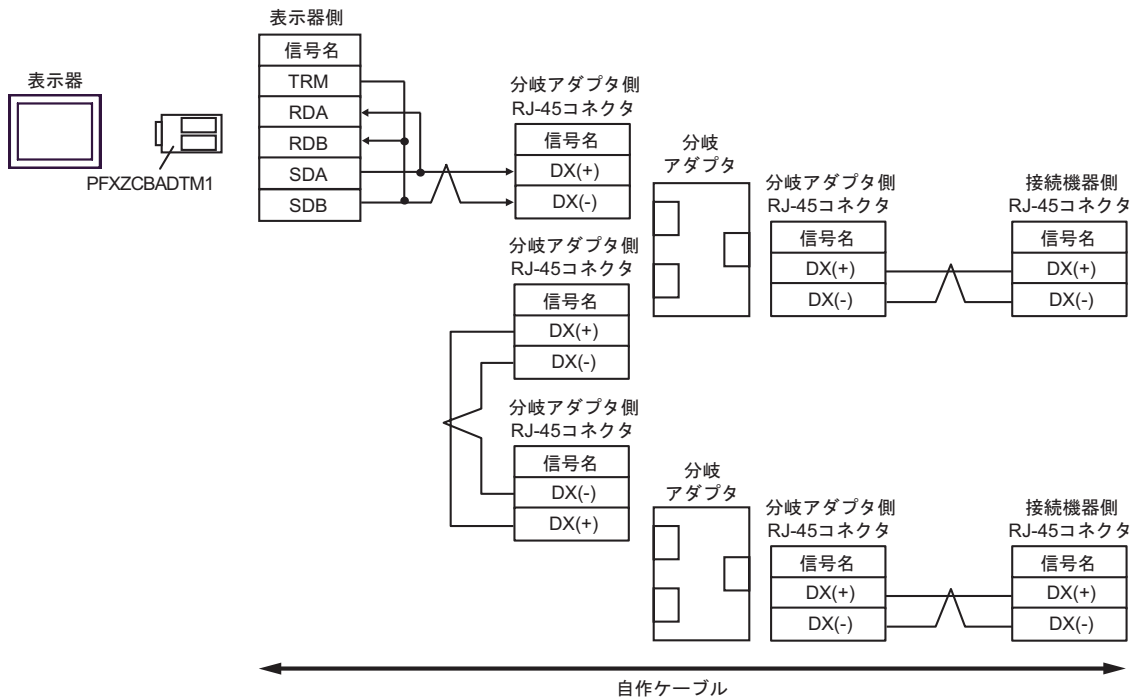 表示器側
信号名
TRM
RDA
RDB
SDA
SDB
表示器
PFXZCBADTM1
分岐アダプタ側
RJ-45コネクタ
信号名
DX(+)
DX(-)
分岐
アダプタ
分岐アダプタ側
RJ-45コネクタ
信号名
DX(+)
DX(-)
接続機器側
RJ-45コネクタ
信号名
DX(+)
DX(-)
分岐アダプタ側
RJ-45コネクタ
信号名
DX(+)
DX(-)
分岐アダプタ側
RJ-45コネクタ
信号名
DX(-)
DX(+)
分岐
アダプタ
分岐アダプタ側
RJ-45コネクタ
信号名
DX(+)
DX(-)
接続機器側
RJ-45コネクタ
信号名
DX(+)
DX(-)
自作ケーブル